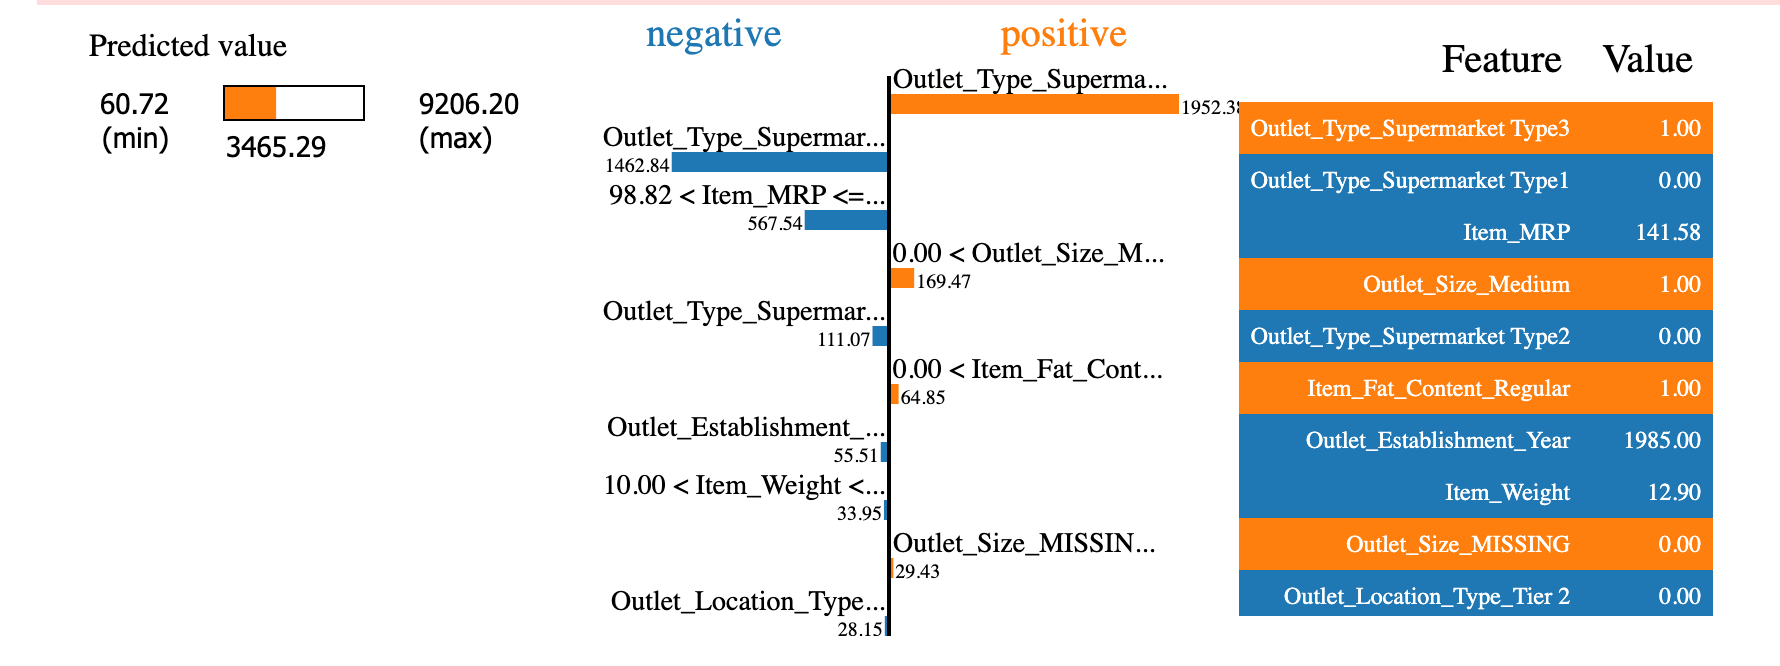 Predicted value
60.72
(min)
3465.29
9206.20
(max)
negative
positive
Outlet_Type_Superma...
1952.38
Outlet_Type_Supermar...
1462.84
98.82 < Item_MRP <=...
567.54
0.00 < Outlet_Size_M...
169.47
Outlet_Type_Supermar...
111.07
0.00 < Item_Fat_Cont...
64.85
Outlet_Establishment_...
55.51
10.00 < Item_Weight <...
33.95
Outlet_Size_MISSIN...
29.43
Outlet_Location_Type...
28.15
Feature Value
Outlet_Type_Supermarket Type3 1.00
Outlet_Type_Supermarket Type1 0.00
Item_MRP 141.58
Outlet_Size_Medium 1.00
Outlet_Type_Supermarket Type2 0.00
Item_Fat_Content_Regular 1.00
Outlet_Establishment_Year 1985.00
Item_Weight 12.90
Outlet_Size_MISSING 0.00
Outlet_Location_Type_Tier 2 0.00